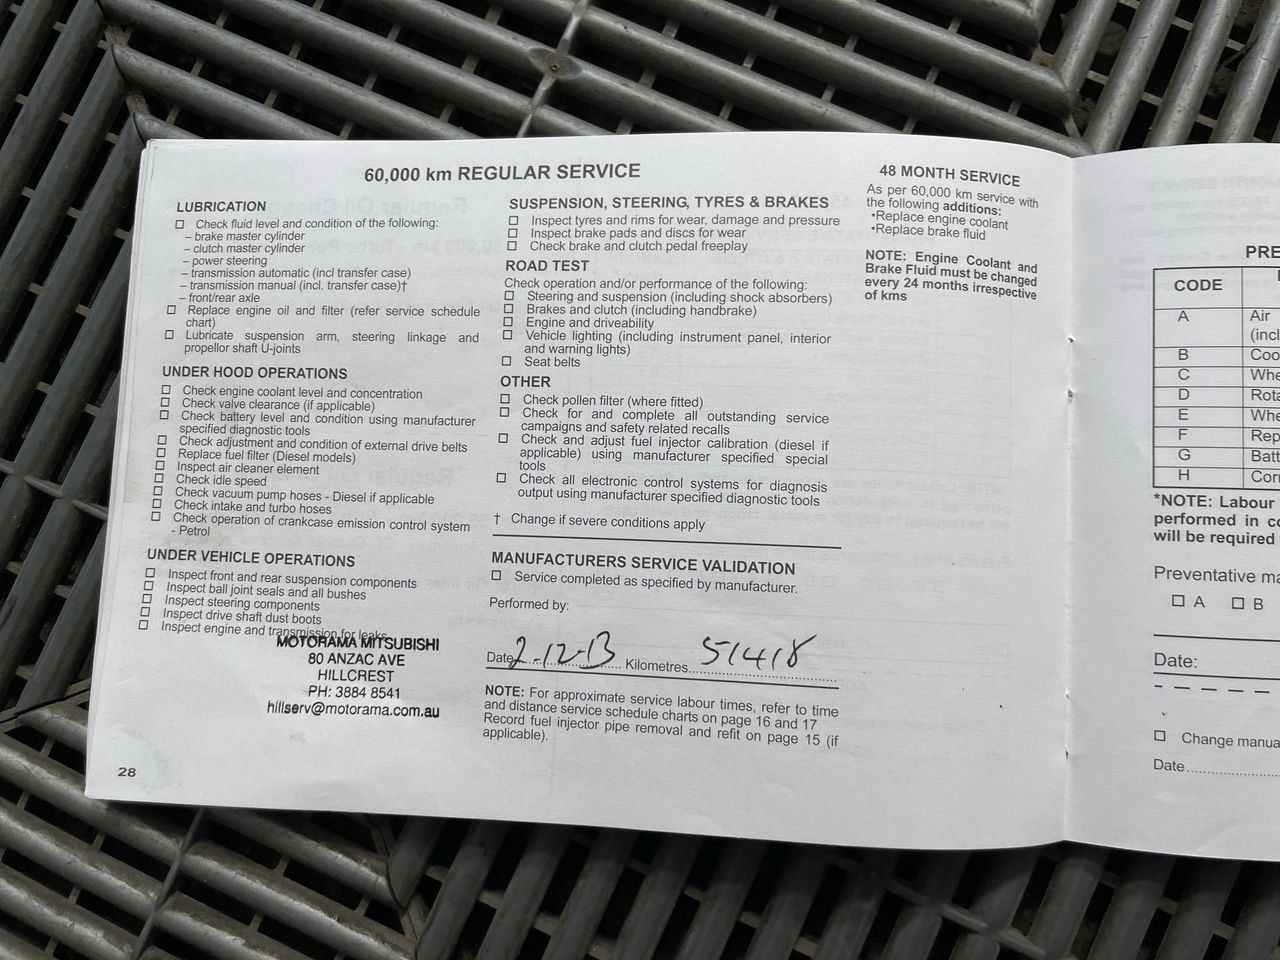 60,000 km REGULAR SERVICE
LUBRICATION
Check fluid level and condition of the following:
– brake master cylinder
– clutch master cylinder
– power steering
– transmission automatic (incl transfer case)
– transmission manual (incl. transfer case)†
– front/rear axle
Replace engine oil and filter (refer service schedule
chart)
Lubricate suspension arm, steering linkage and
propellor shaft U-joints
UNDER HOOD OPERATIONS
Check engine coolant level and concentration
Check valve clearance (if applicable)
Check battery level and condition using manufacturer
specified diagnostic tools
Check adjustment and condition of external drive belts
Replace fuel filter (Diesel models)
Inspect air cleaner element
Check idle speed
Check vacuum pump hoses - Diesel if applicable
Check intake and turbo hoses
Check operation of crankcase emission control system
- Petrol
UNDER VEHICLE OPERATIONS
Inspect front and rear suspension components
Inspect ball joint seals and all bushes
Inspect steering components
Inspect drive shaft dust boots
Inspect engine and transmission for leaks
MOTORAMA MITSUBISHI
80 ANZAC AVE
HILLCREST
PH: 3884 8541
hillserv@motorama.com.au
28
SUSPENSION, STEERING, TYRES & BRAKES
Inspect tyres and rims for wear, damage and pressure
Inspect brake pads and discs for wear
Check brake and clutch pedal freeplay
ROAD TEST
Check operation and/or performance of the following:
Steering and suspension (including shock absorbers)
Brakes and clutch (including handbrake)
Engine and driveability
Vehicle lighting (including instrument panel, interior
and warning lights)
Seat belts
OTHER
Check pollen filter (where fitted)
Check for and complete all outstanding service
campaigns and safety related recalls
Check and adjust fuel injector calibration (diesel if
applicable) using manufacturer specified special
tools
Check all electronic control systems for diagnosis
output using manufacturer specified diagnostic tools
† Change if severe conditions apply
MANUFACTURERS SERVICE VALIDATION
Service completed as specified by manufacturer.
Performed by:
Date 2-12-13 Kilometres 51418
NOTE: For approximate service labour times, refer to time
and distance service schedule charts on page 16 and 17
Record fuel injector pipe removal and refit on page 15 (if
applicable).
48 MONTH SERVICE
As per 60,000 km service with
the following additions:
•Replace engine coolant
•Replace brake fluid
NOTE: Engine Coolant and
Brake Fluid must be changed
every 24 months irrespective
of kms
PRE
CODE
A Air
(incl
B Coo
C Whe
D Rota
E Whe
F Rep
G Batt
H Corr
*NOTE: Labour
performed in co
will be required
Preventative ma
A B
Date:
Change manua
Date